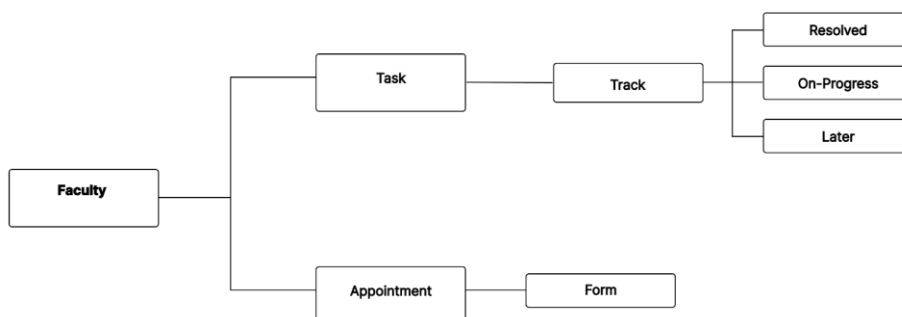 Resolved
Task
Track
On-Progress
Later
Faculty
Appointment
Form